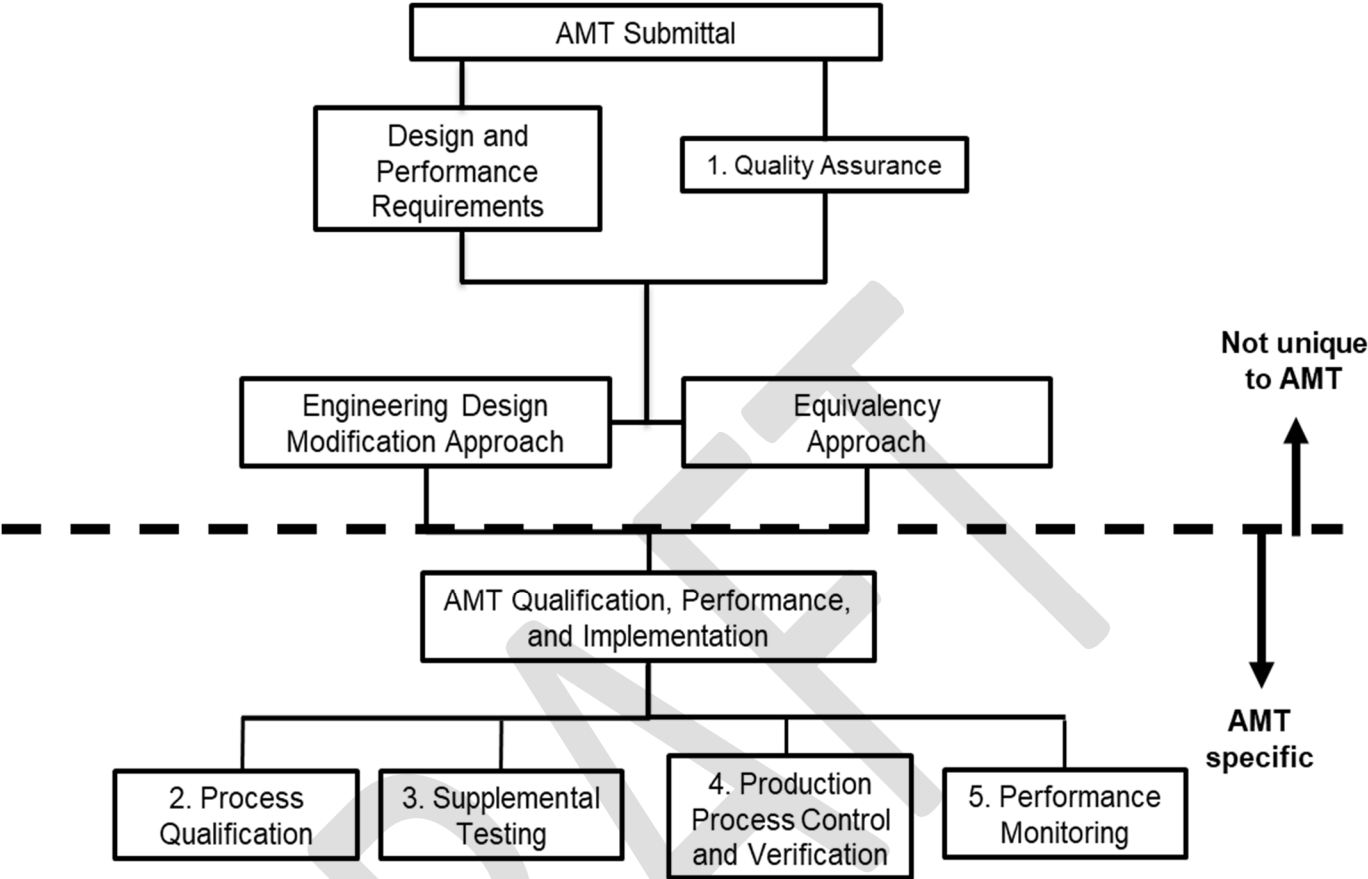 AMT Submittal
Design and
Performance
Requirements
1. Quality Assurance
Not unique
to AMT
Engineering Design
Modification Approach
Equivalency
Approach
AMT Qualification, Performance,
and Implementation
AMT
specific
2. Process
Qualification
3. Supplemental
Testing
4. Production
Process Control
and Verification
5. Performance
Monitoring
DRAFT